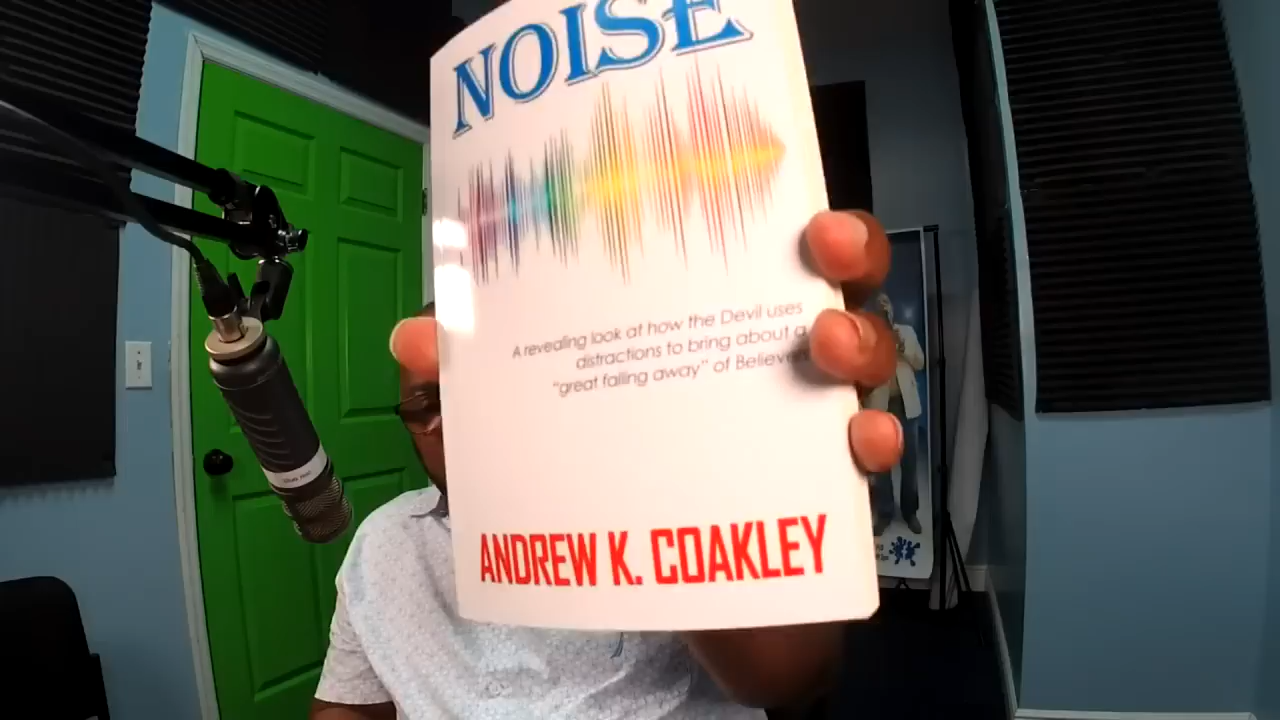 NOISE
A revealing look at how the Devil uses
distractions to bring about a
"great falling away" of Believers
ANDREW K. COAKLEY